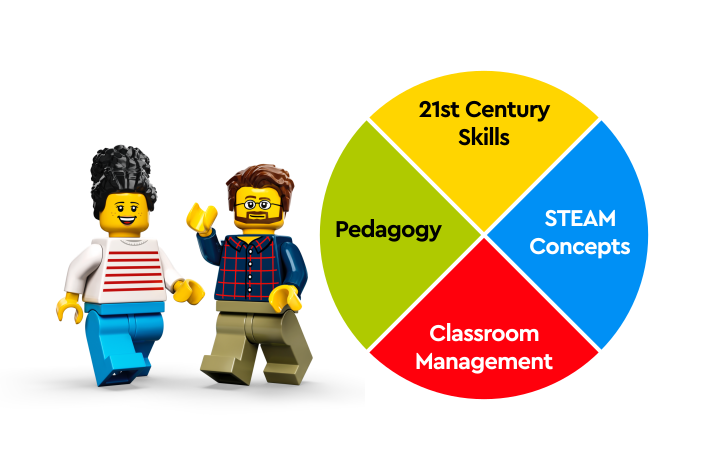 21st Century
Skills
Pedagogy
STEAM
Concepts
Classroom
Management